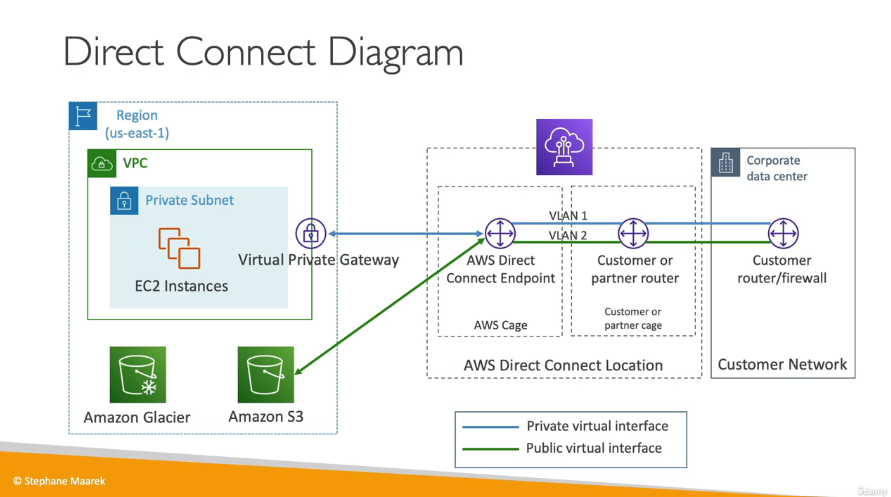 Direct Connect Diagram
Region
(us-east-1)
VPC
Private Subnet
EC2 Instances
Virtual Private Gateway
Amazon Glacier
Amazon S3
VLAN 1
VLAN 2
AWS Direct
Connect Endpoint
AWS Cage
Customer or
partner router
Customer or
partner cage
AWS Direct Connect Location
Corporate
data center
Customer
router/firewall
Customer Network
Private virtual interface
Public virtual interface
© Stephane Maarek
ûdemy